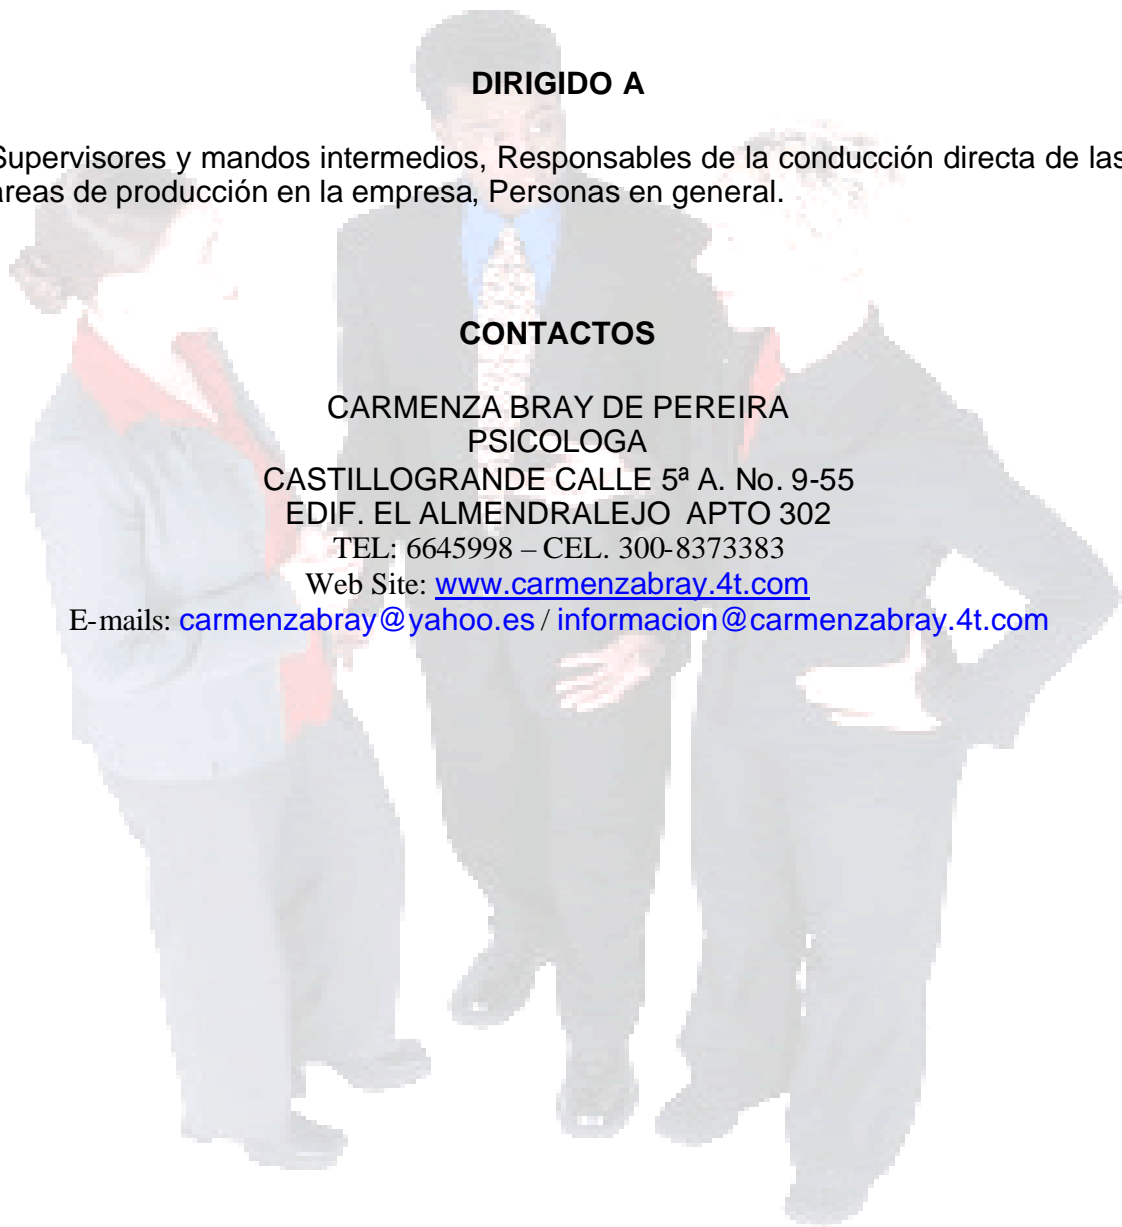 DIRIGIDO A
Supervisores y mandos intermedios, Responsables de la conducción directa de las
areas de producción en la empresa, Personas en general.
CONTACTOS
CARMENZA BRAY DE PEREIRA
PSICOLOGA
CASTILLOGRANDE CALLE 5ª A. No. 9-55
EDIF. EL ALMENDRALEJO APTO 302
TEL: 6645998 – CEL. 300-8373383
Web Site: www.carmenzabray.4t.com
E-mails: carmenzabray@yahoo.es / informacion@carmenzabray.4t.com